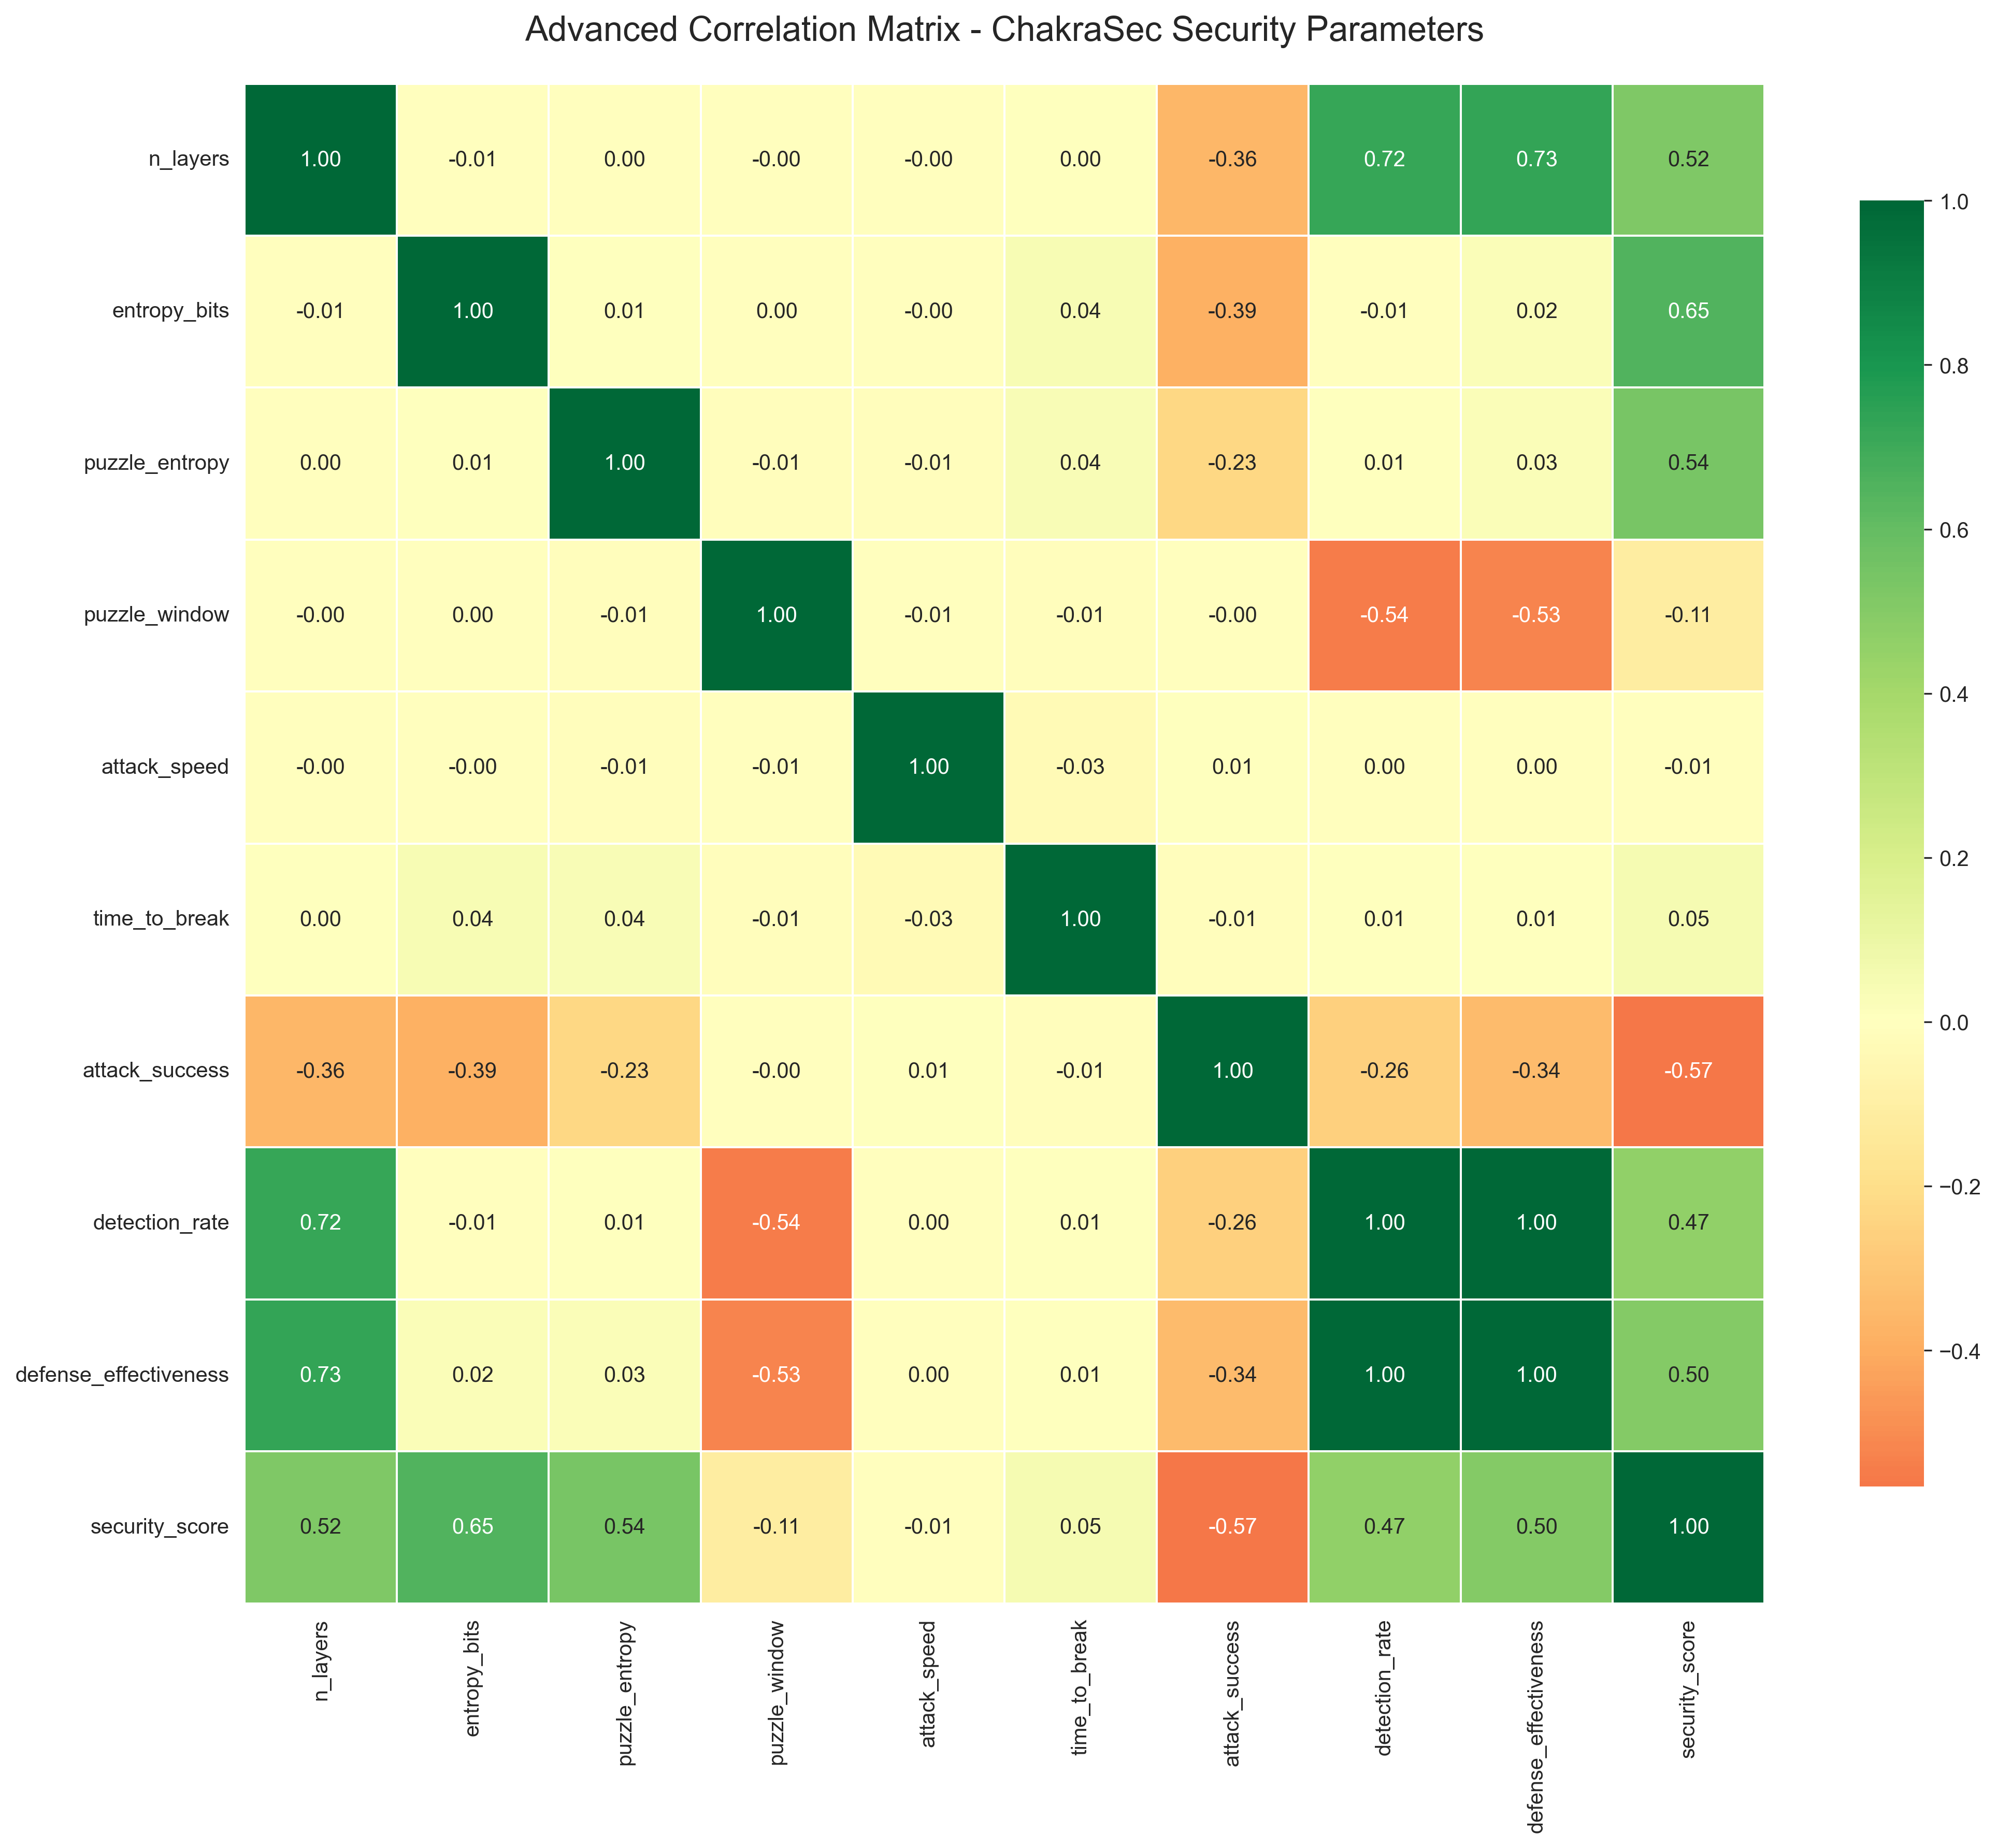 Advanced Correlation Matrix - ChakraSec Security Parameters
n_layers 1.00 -0.01 0.00 -0.00 -0.00 0.00 -0.36 0.72 0.73 0.52
entropy_bits -0.01 1.00 0.01 0.00 -0.00 0.04 -0.39 -0.01 0.02 0.65
puzzle_entropy 0.00 0.01 1.00 -0.01 -0.01 0.04 -0.23 0.01 0.03 0.54
puzzle_window -0.00 0.00 -0.01 1.00 -0.01 -0.01 -0.00 -0.54 -0.53 -0.11
attack_speed -0.00 -0.00 -0.01 -0.01 1.00 -0.03 0.01 0.00 0.00 -0.01
time_to_break 0.00 0.04 0.04 -0.01 -0.03 1.00 -0.01 0.01 0.01 0.05
attack_success -0.36 -0.39 -0.23 -0.00 0.01 -0.01 1.00 -0.26 -0.34 -0.57
detection_rate 0.72 -0.01 0.01 -0.54 0.00 0.01 -0.26 1.00 1.00 0.47
defense_effectiveness 0.73 0.02 0.03 -0.53 0.00 0.01 -0.34 1.00 1.00 0.50
security_score 0.52 0.65 0.54 -0.11 -0.01 0.05 -0.57 0.47 0.50 1.00
n_layers
entropy_bits
puzzle_entropy
puzzle_window
attack_speed
time_to_break
attack_success
detection_rate
defense_effectiveness
security_score
1.0
0.8
0.6
0.4
0.2
0.0
−0.2
−0.4